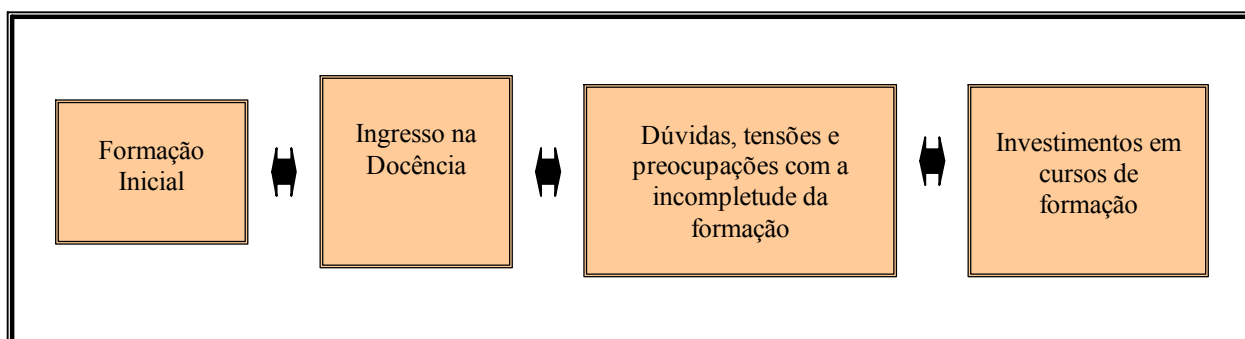 Formação
Inicial
Ingresso na
Docência
Dúvidas, tensões e
preocupações com a
incompletude da
formação
Investimentos em
cursos de
formação